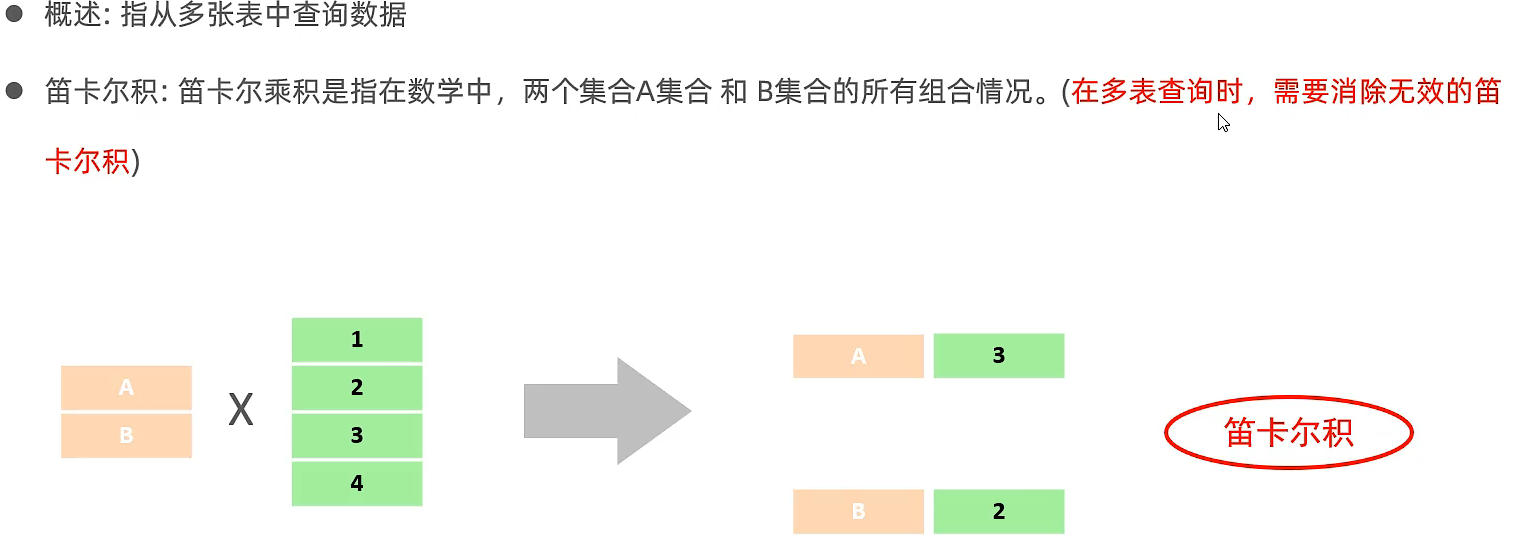 概述: 指从多张表中查询数据
笛卡尔积: 笛卡尔乘积是指在数学中，两个集合A集合 和 B集合的所有组合情况。(在多表查询时，需要消除无效的笛
卡尔积)
A
B
X
1
2
3
4
A 3
B 2
笛卡尔积